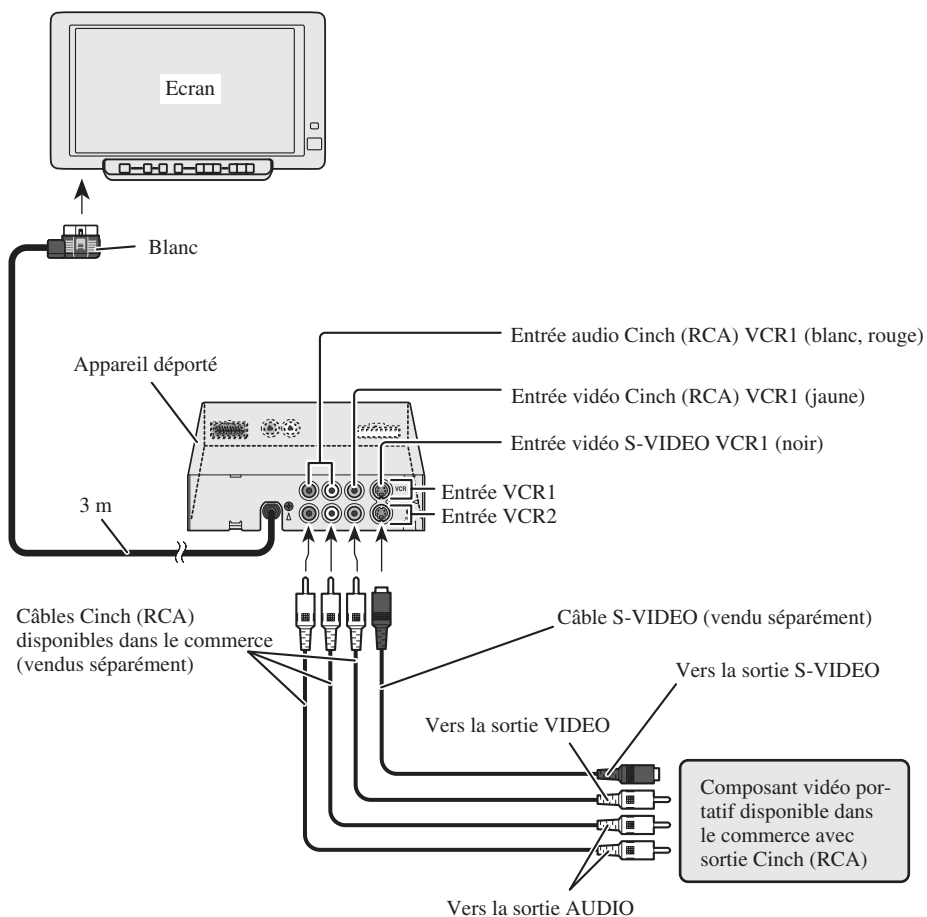 Ecran
Blanc
Entrée audio Cinch (RCA) VCR1 (blanc, rouge)
Appareil déporté
Entrée vidéo Cinch (RCA) VCR1 (jaune)
Entrée vidéo S-VIDEO VCR1 (noir)
VCR
Entrée VCR1
3 m
Entrée VCR2
Câbles Cinch (RCA)
disponibles dans le commerce
(vendus séparément)
Câble S-VIDEO (vendu séparément)
Vers la sortie S-VIDEO
Vers la sortie VIDEO
Composant vidéo por-
tatif disponible dans
le commerce avec
sortie Cinch (RCA)
Vers la sortie AUDIO